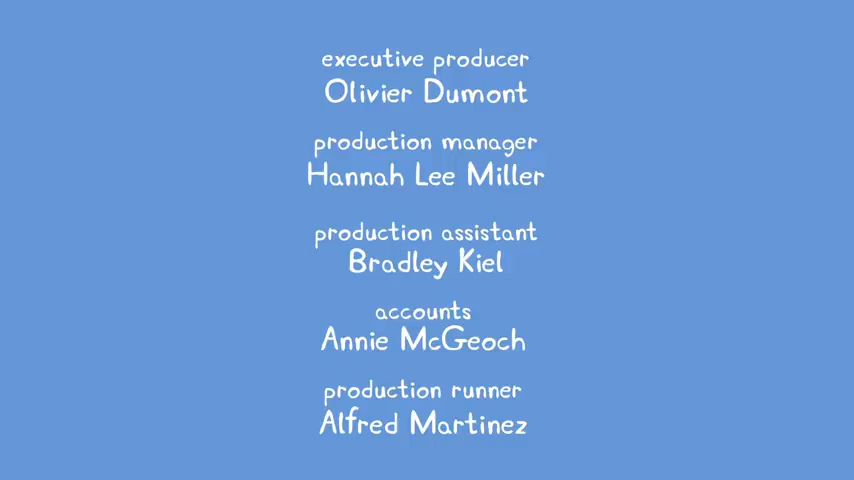 executive producer
Olivier Dumont
production manager
Hannah Lee Miller
production assistant
Bradley Kiel
accounts
Annie McGeoch
production runner
Alfred Martinez